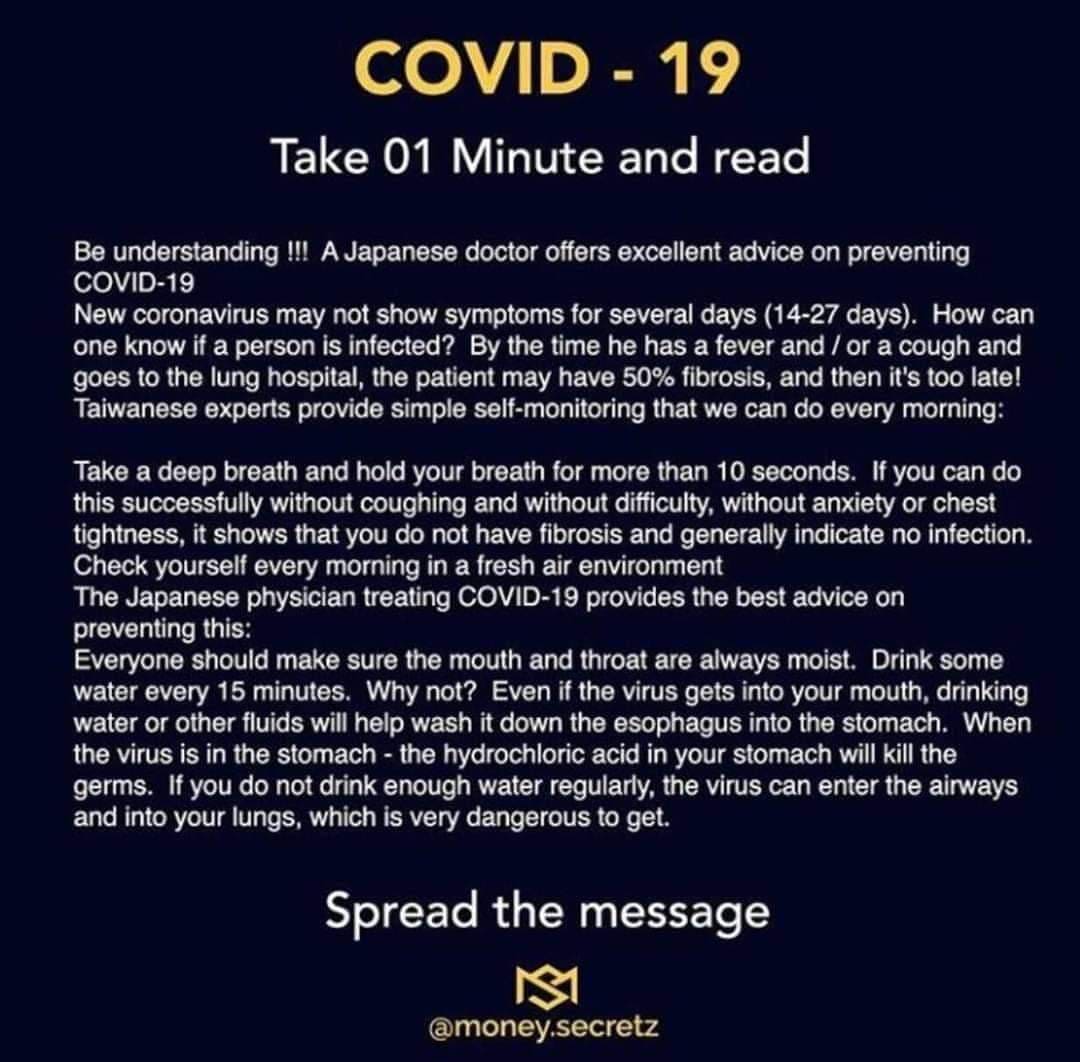 COVID - 19
Take 01 Minute and read
Be understanding !!!  A Japanese doctor offers excellent advice on preventing
COVID-19
New coronavirus may not show symptoms for several days (14-27 days).  How can
one know if a person is infected?  By the time he has a fever and / or a cough and
goes to the lung hospital, the patient may have 50% fibrosis, and then it's too late!
Taiwanese experts provide simple self-monitoring that we can do every morning:
Take a deep breath and hold your breath for more than 10 seconds.  If you can do
this successfully without coughing and without difficulty, without anxiety or chest
tightness, it shows that you do not have fibrosis and generally indicate no infection.
Check yourself every morning in a fresh air environment
The Japanese physician treating COVID-19 provides the best advice on
preventing this:
Everyone should make sure the mouth and throat are always moist.  Drink some
water every 15 minutes.  Why not?  Even if the virus gets into your mouth, drinking
water or other fluids will help wash it down the esophagus into the stomach.  When
the virus is in the stomach - the hydrochloric acid in your stomach will kill the
germs.  If you do not drink enough water regularly, the virus can enter the airways
and into your lungs, which is very dangerous to get.
Spread the message
@money.secretz